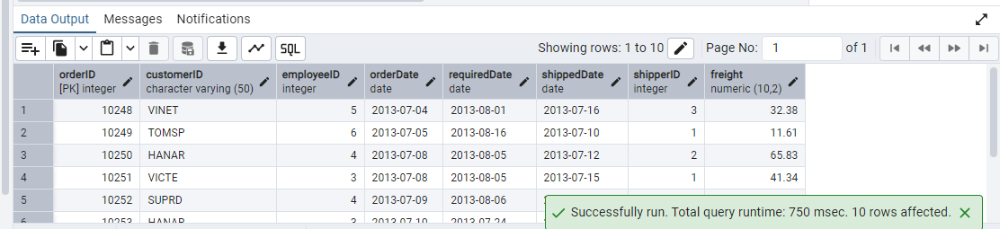 Data Output Messages Notifications
SQL Showing rows: 1 to 10 Page No: 1 of 1
orderID customerID employeeID orderDate requiredDate shippedDate shipperID freight
[PK] integer character varying (50) integer date date date integer numeric (10,2)
1 10248 VINET 5 2013-07-04 2013-08-01 2013-07-16 3 32.38
2 10249 TOMSP 6 2013-07-05 2013-08-16 2013-07-10 1 11.61
3 10250 HANAR 4 2013-07-08 2013-08-05 2013-07-12 2 65.83
4 10251 VICTE 3 2013-07-08 2013-08-05 2013-07-15 1 41.34
5 10252 SUPRD 4 2013-07-09 2013-08-06
Successfully run. Total query runtime: 750 msec. 10 rows affected.
6 10253 HANAR 3 2013-07-10 2013-07-24